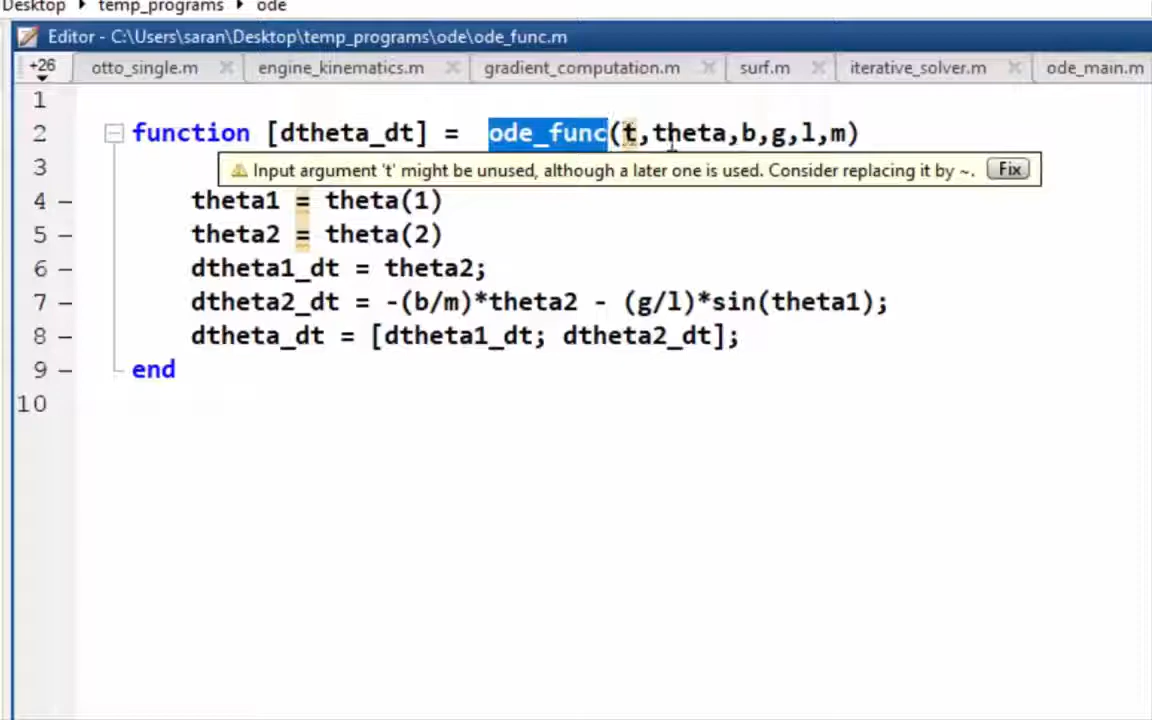 Desktop ▸ temp_programs ▸ ode
Editor - C:\Users\saran\Desktop\temp_programs\ode\ode_func.m
+26 otto_single.m engine_kinematics.m gradient_computation.m surf.m iterative_solver.m ode_main.m
1
2 function [dtheta_dt] = ode_func(t,theta,b,g,l,m)
3 Input argument 't' might be unused, although a later one is used. Consider replacing it by ~. Fix
4 – theta1 = theta(1)
5 – theta2 = theta(2)
6 – dtheta1_dt = theta2;
7 – dtheta2_dt = -(b/m)*theta2 - (g/l)*sin(theta1);
8 – dtheta_dt = [dtheta1_dt; dtheta2_dt];
9 – end
10